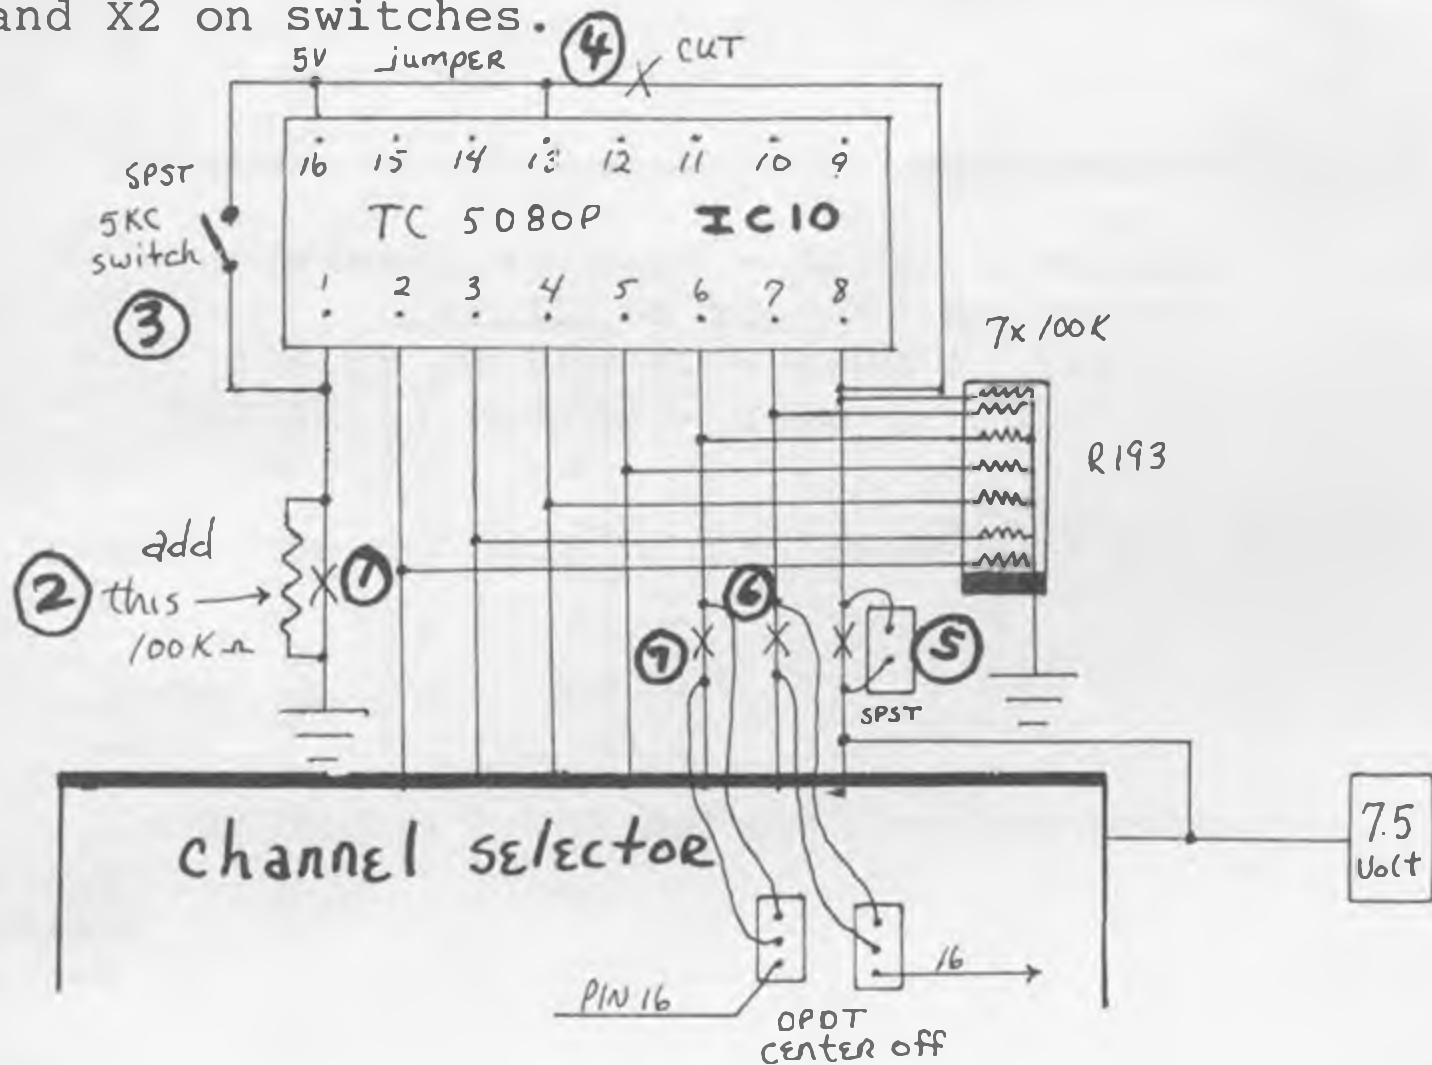 and X2 on switches.
5V jumper 4 CUT
16 15 14 13 12 11 10 9
SPST
5KC
switch
3
TC 5080P IC10
1 2 3 4 5 6 7 8
7x 100K
R193
add
2 this
100KΩ
1
6
7
5
SPST
channel selector
7.5
Volt
PIN 16
16
DPDT
center off